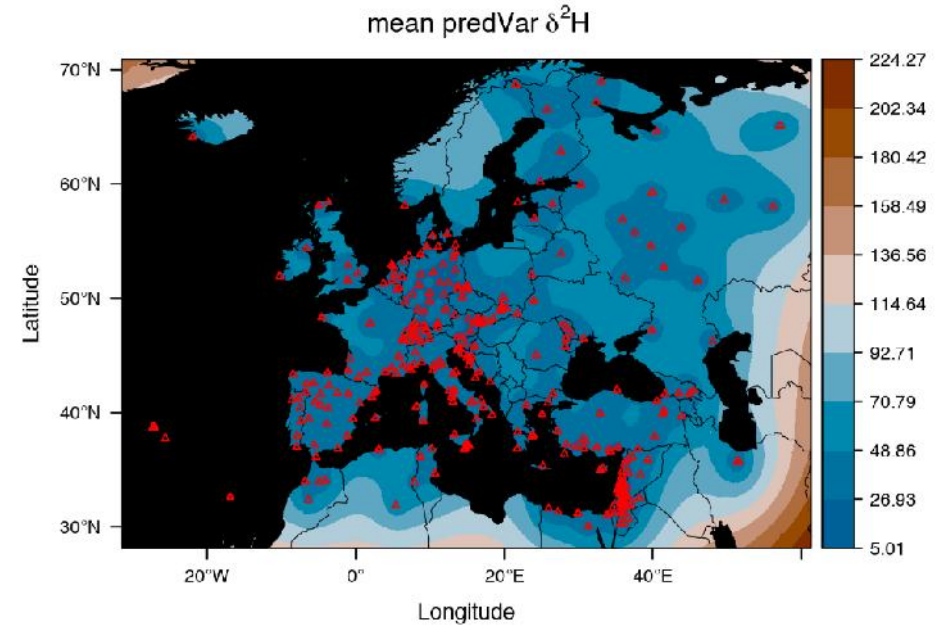 mean predVar δ²H
70°N
60°N
50°N
40°N
30°N
Latitude
20°W
0°
20°E
40°E
Longitude
224.27
202.34
180.42
158.49
136.56
114.64
92.71
70.79
48.86
26.93
5.01